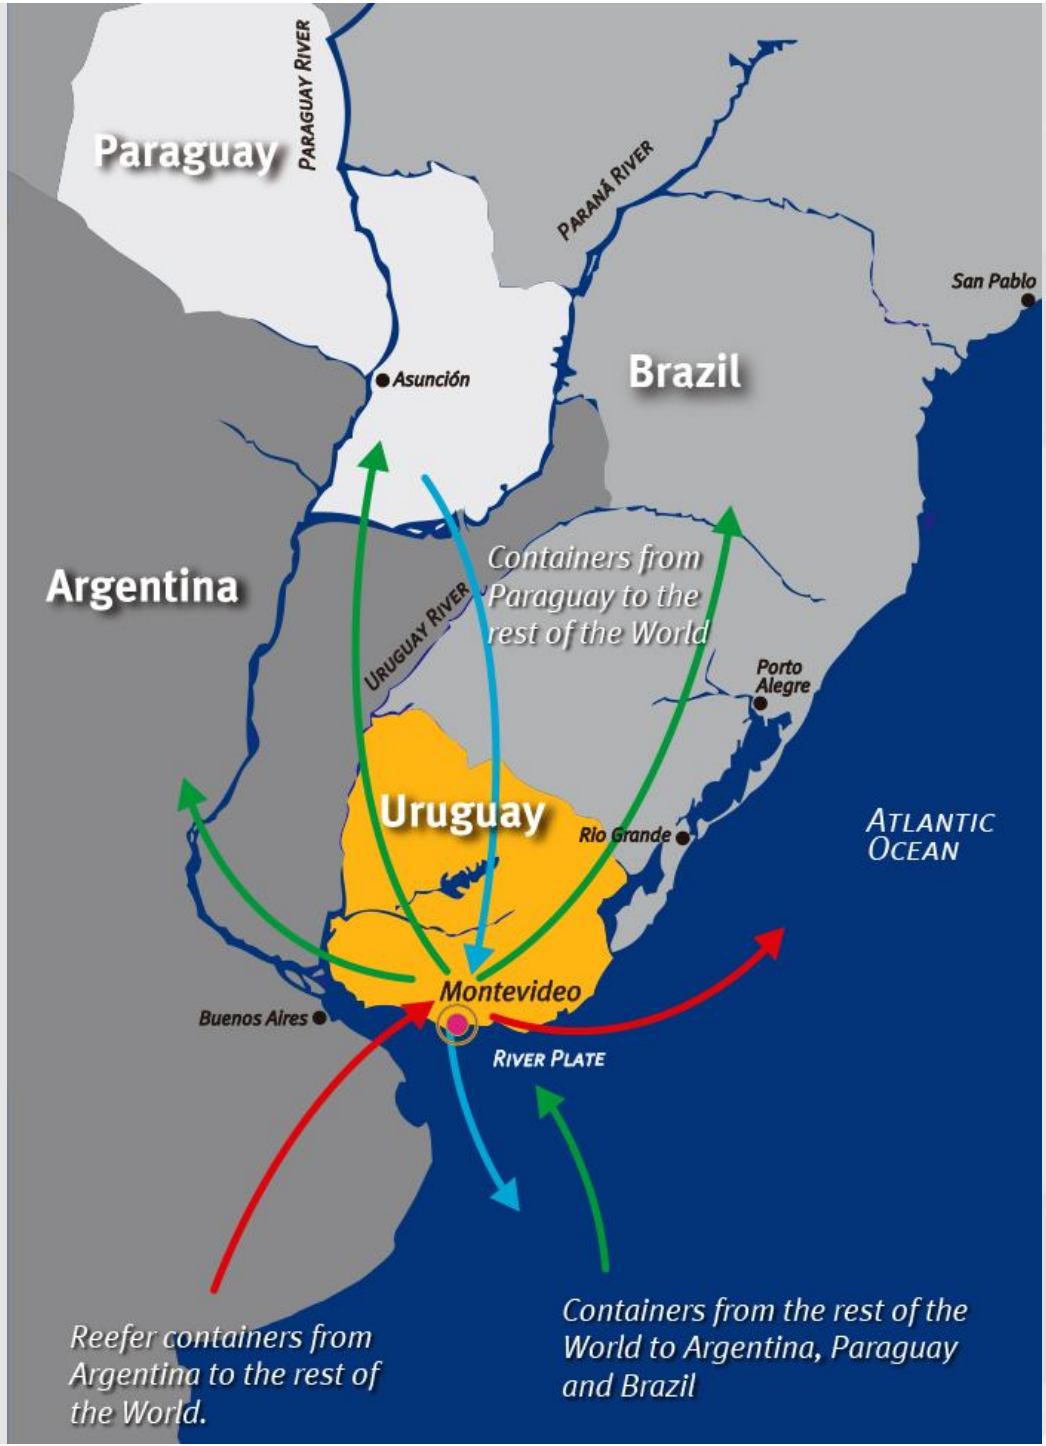 PARAGUAY RIVER
Paraguay
PARANÁ RIVER
San Pablo
Brazil
Asunción
Containers from
Paraguay to the
rest of the World
Argentina
URUGUAY RIVER
Porto
Alegre
Uruguay
Rio Grande
ATLANTIC
OCEAN
Montevideo
Buenos Aires
RIVER PLATE
Reefer containers from
Argentina to the rest of
the World.
Containers from the rest of the
World to Argentina, Paraguay
and Brazil